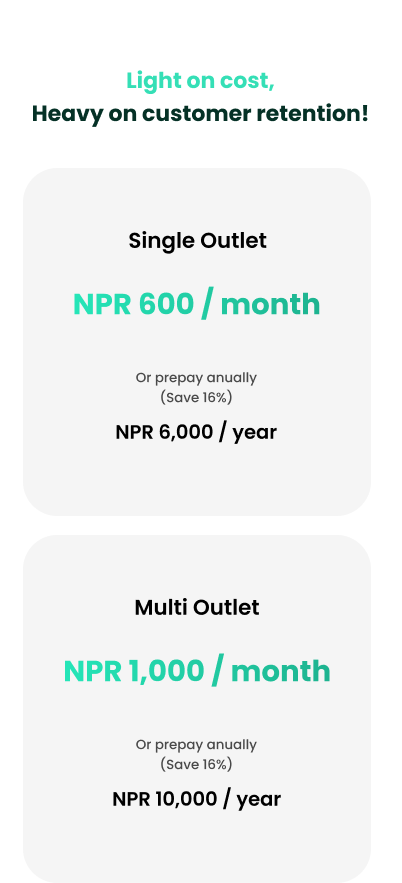 Light on cost,
Heavy on customer retention!
Single Outlet
NPR 600 / month
Or prepay anually
(Save 16%)
NPR 6,000 / year
Multi Outlet
NPR 1,000 / month
Or prepay anually
(Save 16%)
NPR 10,000 / year